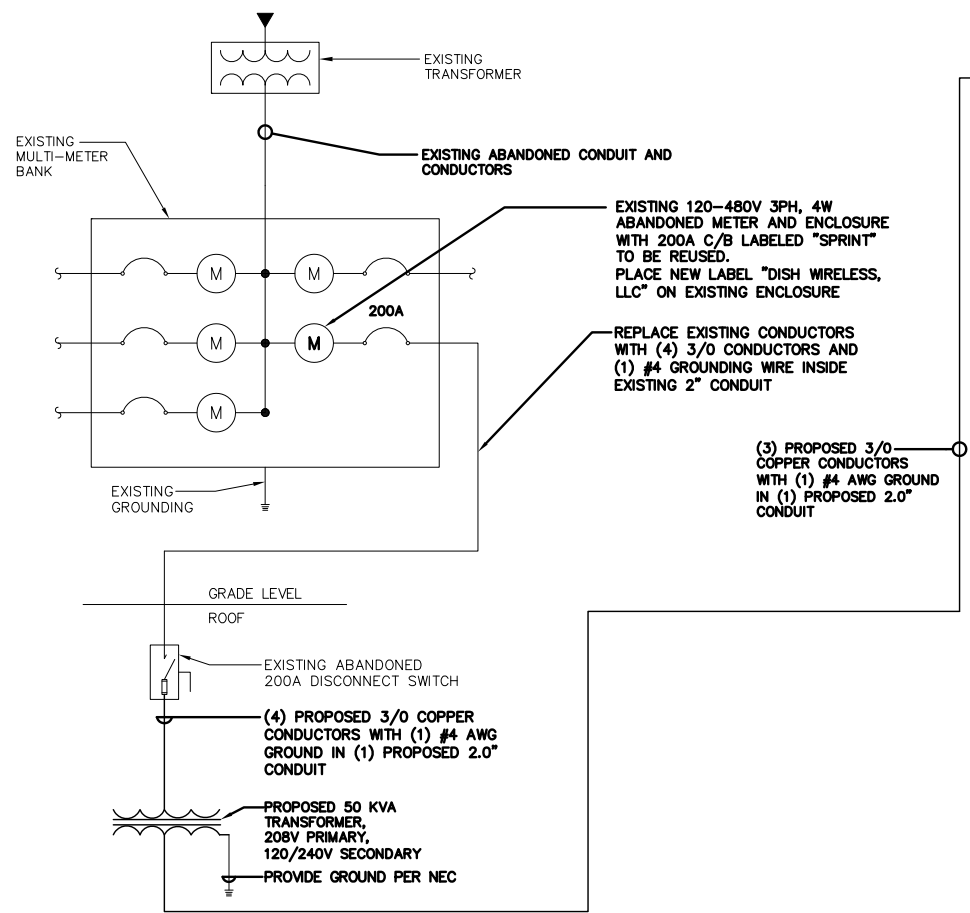 EXISTING
TRANSFORMER
EXISTING
MULTI-METER
BANK
EXISTING ABANDONED CONDUIT AND
CONDUCTORS
EXISTING 120-480V 3PH, 4W
ABANDONED METER AND ENCLOSURE
WITH 200A C/B LABELED "SPRINT"
TO BE REUSED.
PLACE NEW LABEL "DISH WIRELESS,
LLC" ON EXISTING ENCLOSURE
M
M
200A
M
M
M
REPLACE EXISTING CONDUCTORS
WITH (4) 3/0 CONDUCTORS AND
(1) #4 GROUNDING WIRE INSIDE
EXISTING 2" CONDUIT
(3) PROPOSED 3/0
COPPER CONDUCTORS
WITH (1) #4 AWG GROUND
IN (1) PROPOSED 2.0"
CONDUIT
EXISTING
GROUNDING
GRADE LEVEL
ROOF
EXISTING ABANDONED
200A DISCONNECT SWITCH
(4) PROPOSED 3/0 COPPER
CONDUCTORS WITH (1) #4 AWG
GROUND IN (1) PROPOSED 2.0"
CONDUIT
PROPOSED 50 KVA
TRANSFORMER,
208V PRIMARY,
120/240V SECONDARY
PROVIDE GROUND PER NEC